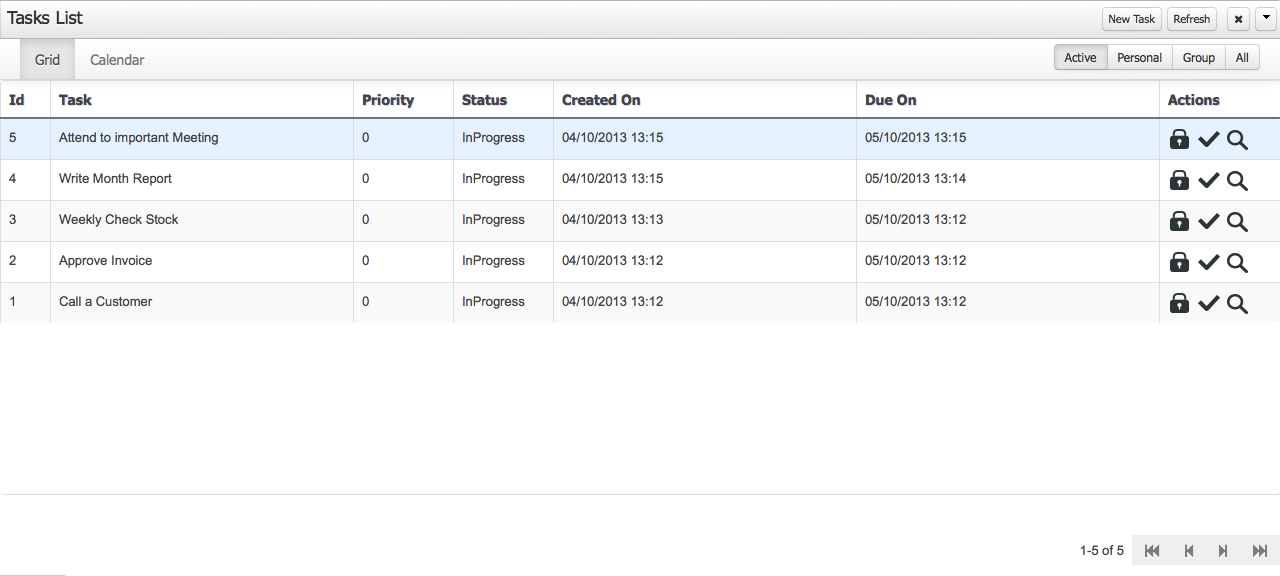 Tasks List New Task Refresh
Grid Calendar Active Personal Group All
Id Task Priority Status Created On Due On Actions
5 Attend to important Meeting 0 InProgress 04/10/2013 13:15 05/10/2013 13:15
4 Write Month Report 0 InProgress 04/10/2013 13:15 05/10/2013 13:14
3 Weekly Check Stock 0 InProgress 04/10/2013 13:13 05/10/2013 13:12
2 Approve Invoice 0 InProgress 04/10/2013 13:12 05/10/2013 13:12
1 Call a Customer 0 InProgress 04/10/2013 13:12 05/10/2013 13:12
1-5 of 5